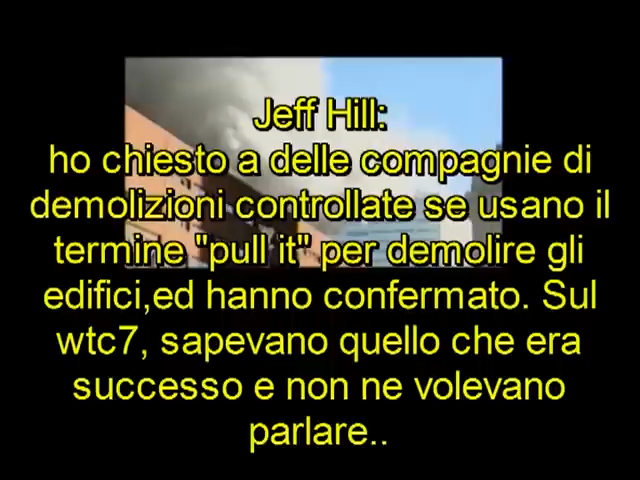 Jeff Hill:
ho chiesto a delle compagnie di
demolizioni controllate se usano il
termine "pull it" per demolire gli
edifici,ed hanno confermato. Sul
wtc7, sapevano quello che era
successo e non ne volevano
parlare..